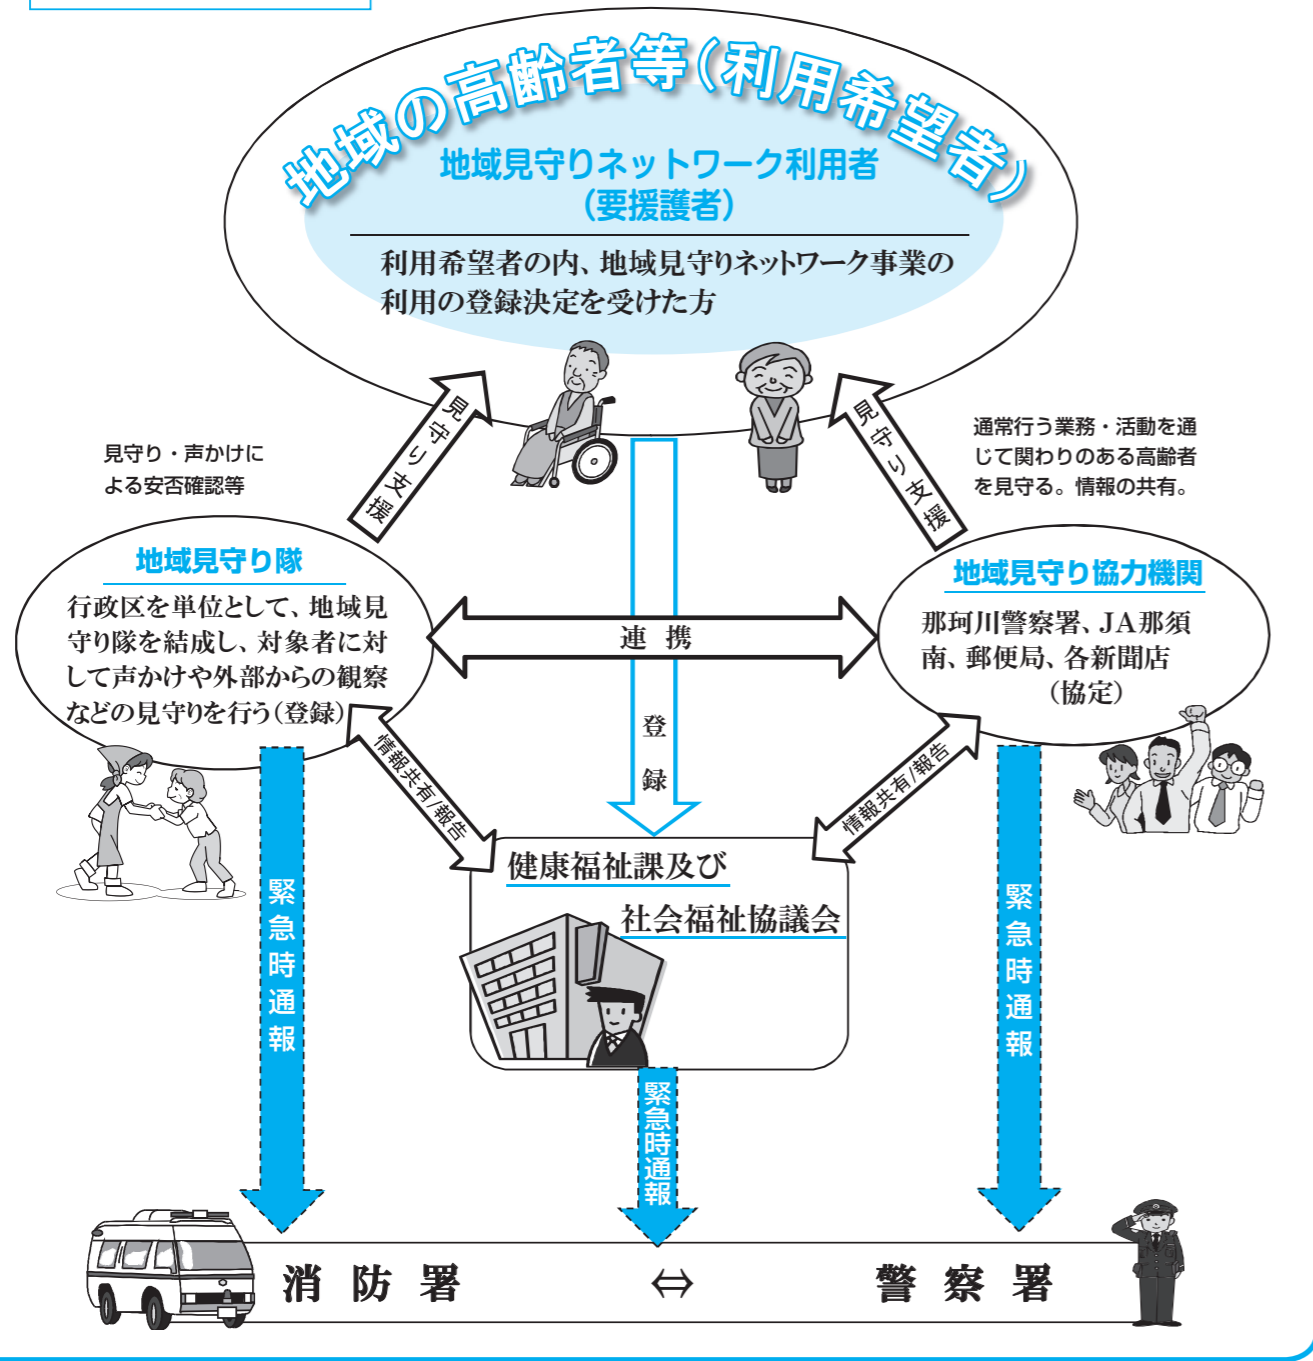 地域の高齢者等（利用希望者）
地域見守りネットワーク利用者
（要援護者）
利用希望者の内、地域見守りネットワーク事業の
利用の登録決定を受けた方
見守り支援
見守り支援
見守り・声かけに
よる安否確認等
通常行う業務・活動を通
じて関わりのある高齢者
を見守る。情報の共有。
地域見守り隊
行政区を単位として、地域見
守り隊を結成し、対象者に対
して声かけや外部からの観察
などの見守りを行う（登録）
連携
地域見守り協力機関
那珂川警察署、JA那須
南、郵便局、各新聞店
（協定）
登録
情報共有/報告
情報共有/報告
健康福祉課及び
社会福祉協議会
緊急時通報
緊急時通報
緊急時通報
消防署 ⇔ 警察署